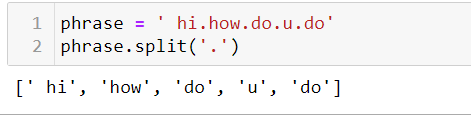 1 phrase = ' hi.how.do.u.do'
2 phrase.split('.')
[' hi', 'how', 'do', 'u', 'do']